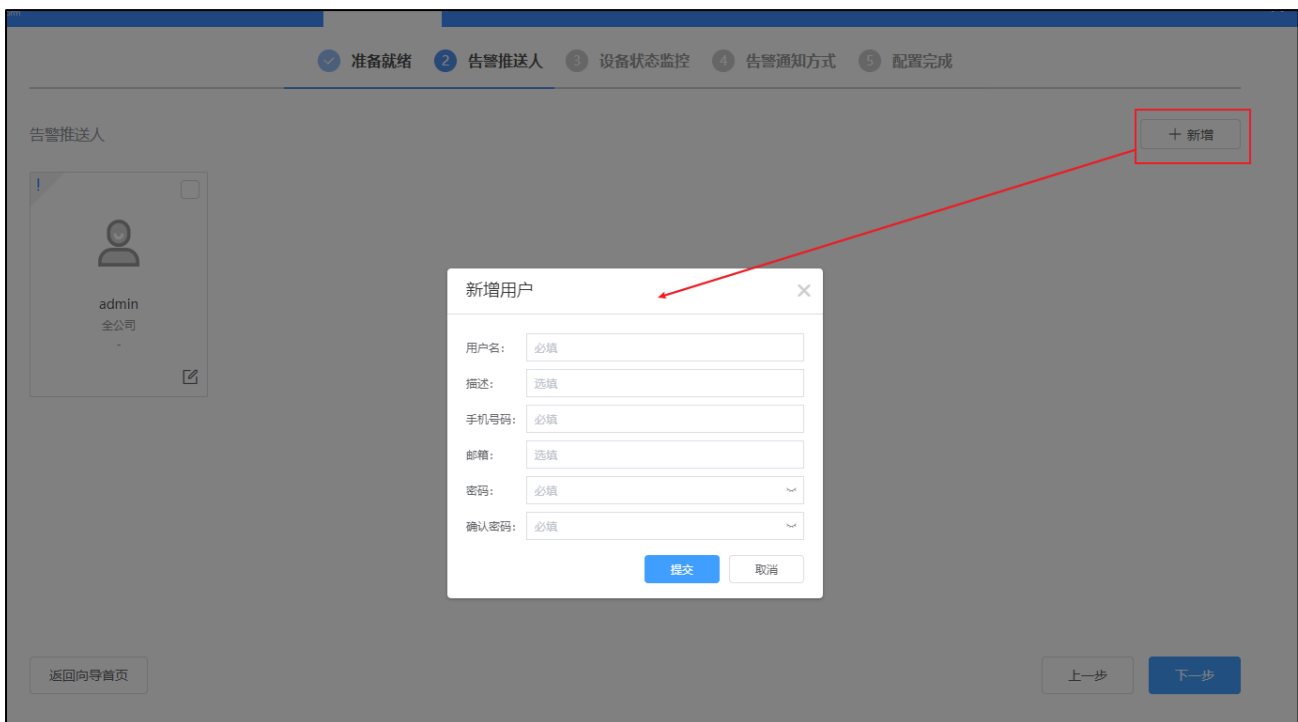 准备就绪 2 告警推送人 3 设备状态监控 4 告警通知方式 5 配置完成
告警推送人
+ 新增
!
admin
全公司
-
新增用户
用户名: 必填
描述: 选填
手机号码: 必填
邮箱: 选填
密码: 必填
确认密码: 必填
提交 取消
返回向导首页 上一步 下一步